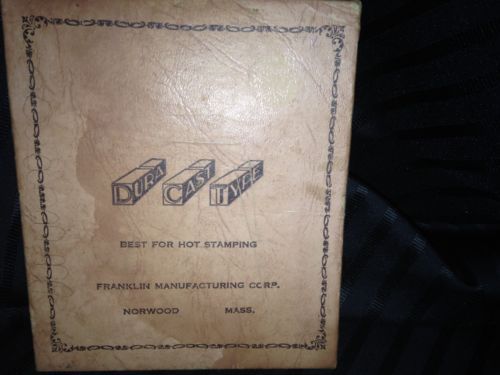 DURA CAST TYPE
BEST FOR HOT STAMPING
FRANKLIN MANUFACTURING CORP.
NORWOOD MASS.